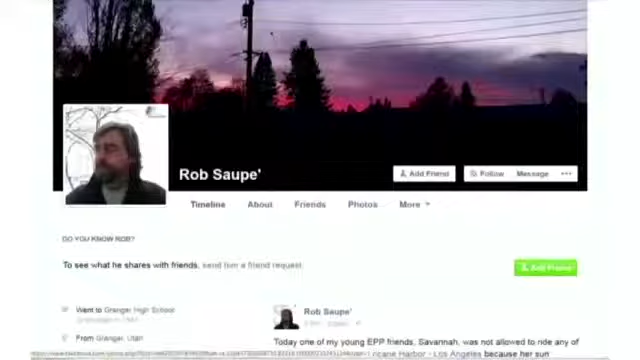 Rob Saupe'
Add Friend
Follow
Message
Timeline
About
Friends
Photos
More
DO YOU KNOW ROB?
To see what he shares with friends, send him a friend request.
Add Friend
Went to Granger High School
From Granger, Utah
Rob Saupe'
Today one of my young EPP friends, Savannah, was not allowed to ride any of
Harbor - Los Angeles because her sun